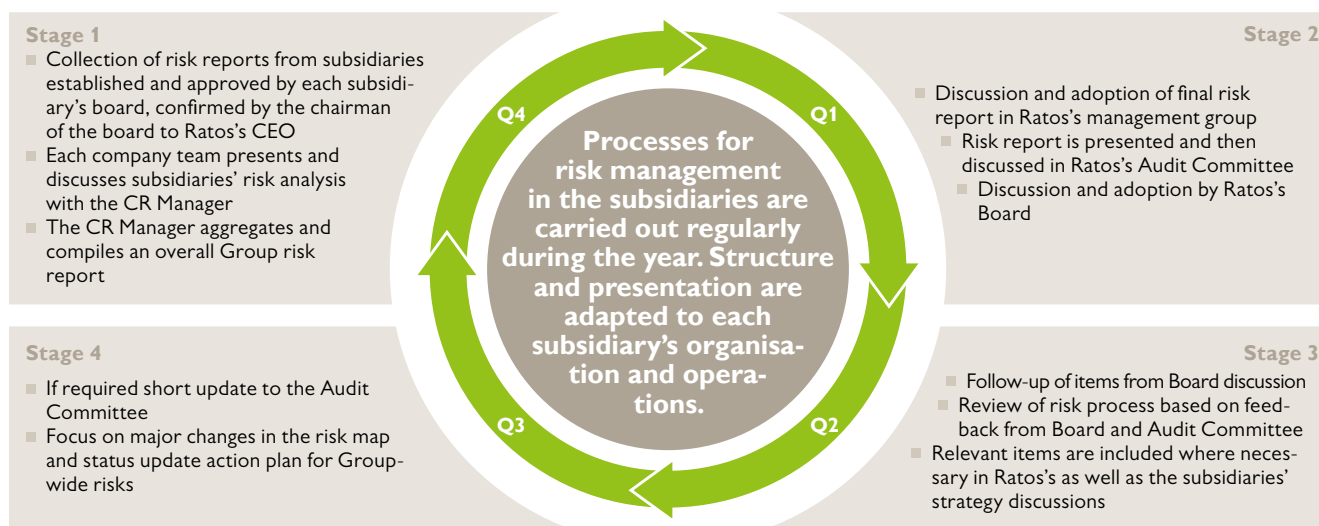 Stage 1
Collection of risk reports from subsidiaries
established and approved by each subsidi-
ary's board, confirmed by the chairman
of the board to Ratos's CEO
Each company team presents and
discusses subsidiaries' risk analysis
with the CR Manager
The CR Manager aggregates and
compiles an overall Group risk
report
Stage 2
Discussion and adoption of final risk
report in Ratos's management group
Risk report is presented and then
discussed in Ratos's Audit Committee
Discussion and adoption by Ratos's
Board
Q4
Q1
Processes for
risk management
in the subsidiaries are
carried out regularly
during the year. Structure
and presentation are
adapted to each
subsidiary's organisa-
tion and opera-
tions.
Q3
Q2
Stage 4
If required short update to the Audit
Committee
Focus on major changes in the risk map
and status update action plan for Group-
wide risks
Stage 3
Follow-up of items from Board discussion
Review of risk process based on feed-
back from Board and Audit Committee
Relevant items are included where neces-
sary in Ratos's as well as the subsidiaries'
strategy discussions